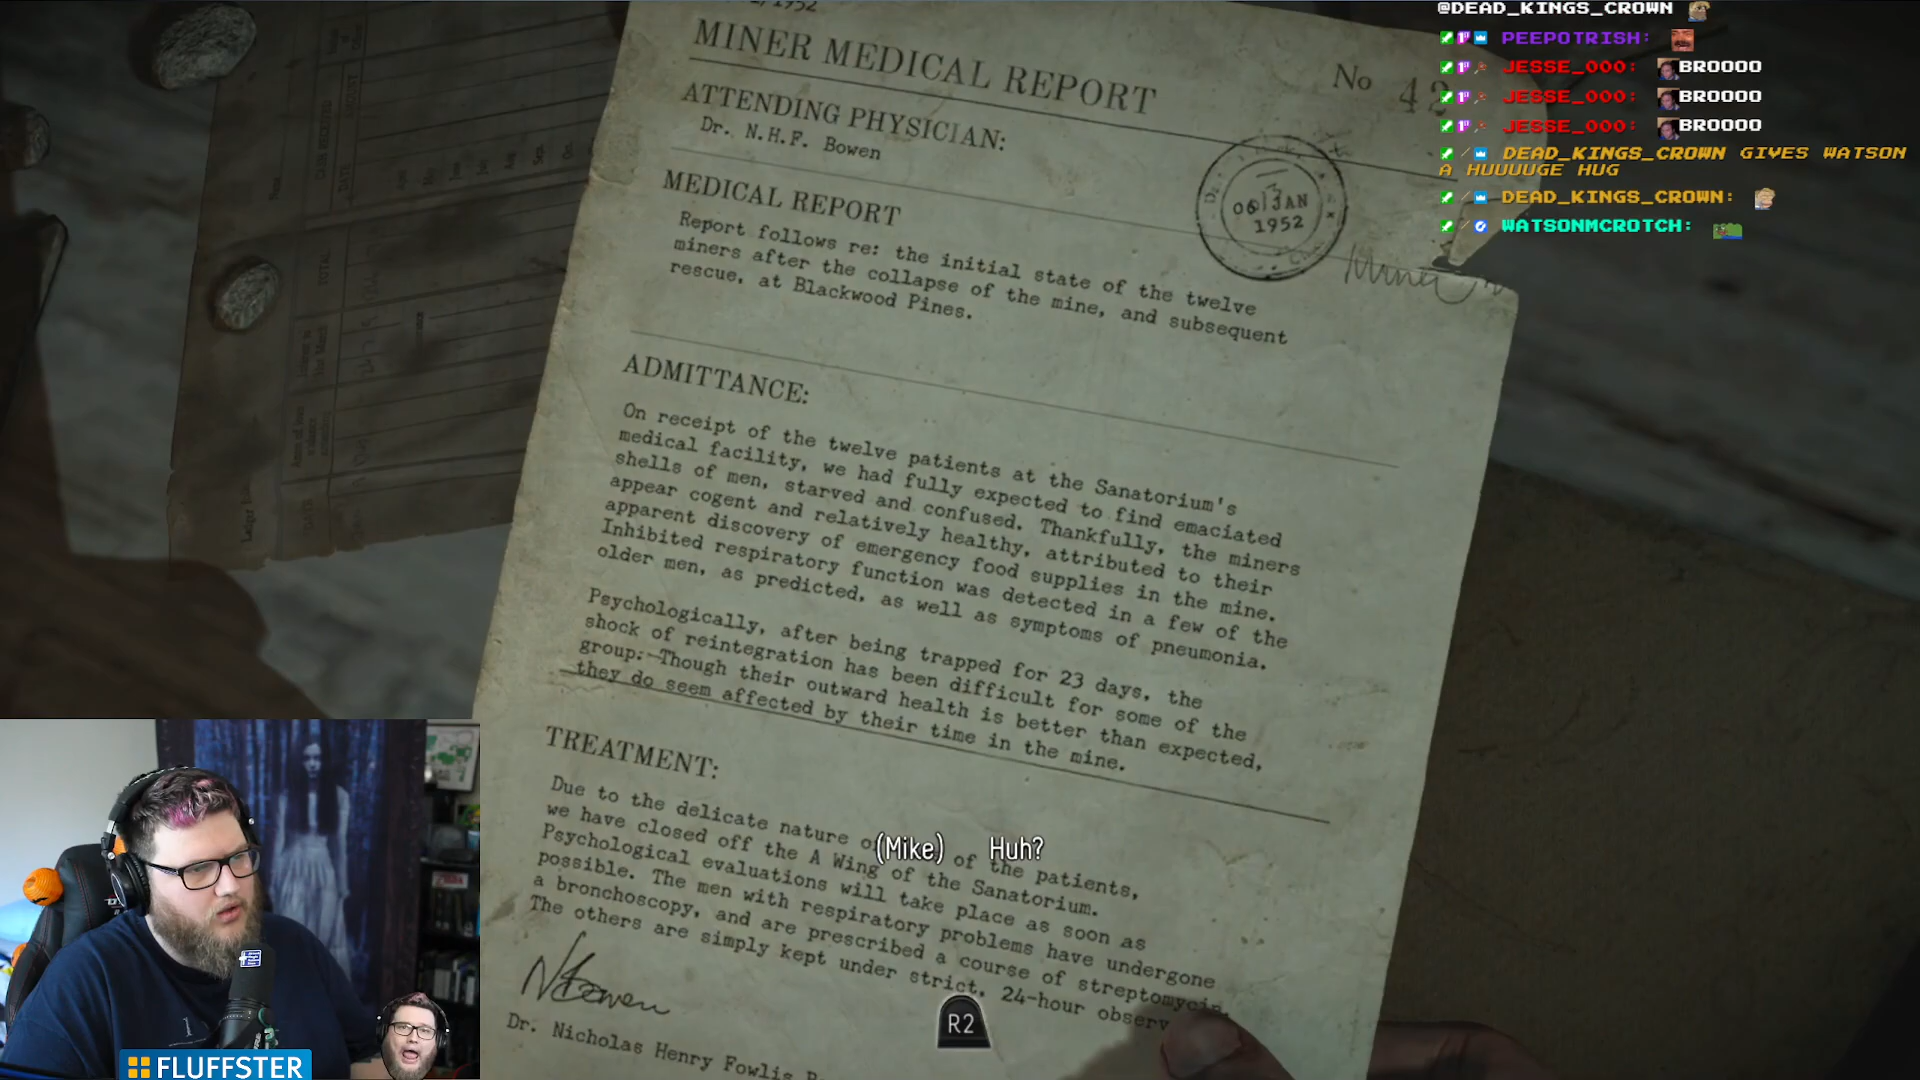 MINER MEDICAL REPORT
No 42
ATTENDING PHYSICIAN:
Dr. N.H.F. Bowen
06 JAN
1952
MEDICAL REPORT
Report follows re: the initial state of the twelve
miners after the collapse of the mine, and subsequent
rescue, at Blackwood Pines.
ADMITTANCE:
On receipt of the twelve patients at the Sanatorium's
medical facility, we had fully expected to find emaciated
shells of men, starved and confused. Thankfully, the miners
appear cogent and relatively healthy, attributed to their
apparent discovery of emergency food supplies in the mine.
Inhibited respiratory function was detected in a few of the
older men, as predicted, as well as symptoms of pneumonia.
Psychologically, after being trapped for 23 days, the
shock of reintegration has been difficult for some of the
group: Though their outward health is better than expected,
they do seem affected by their time in the mine.
TREATMENT:
Due to the delicate nature of the patients,
we have closed off the A Wing of the Sanatorium.
Psychological evaluations will take place as soon as
possible. The men with respiratory problems have undergone
a bronchoscopy, and are prescribed a course of streptomycin.
The others are simply kept under strict, 24-hour observ
NBowen
Dr. Nicholas Henry Fowlis
(Mike) Huh?
R2
@DEAD_KINGS_CROWN
PEEPOTRISH:
JESSE_000: BROOOO
JESSE_000: BROOOO
JESSE_000: BROOOO
DEAD_KINGS_CROWN GIVES WATSON
A HUUUUGE HUG
DEAD_KINGS_CROWN:
WATSONMCROTCH:
FLUFFSTER